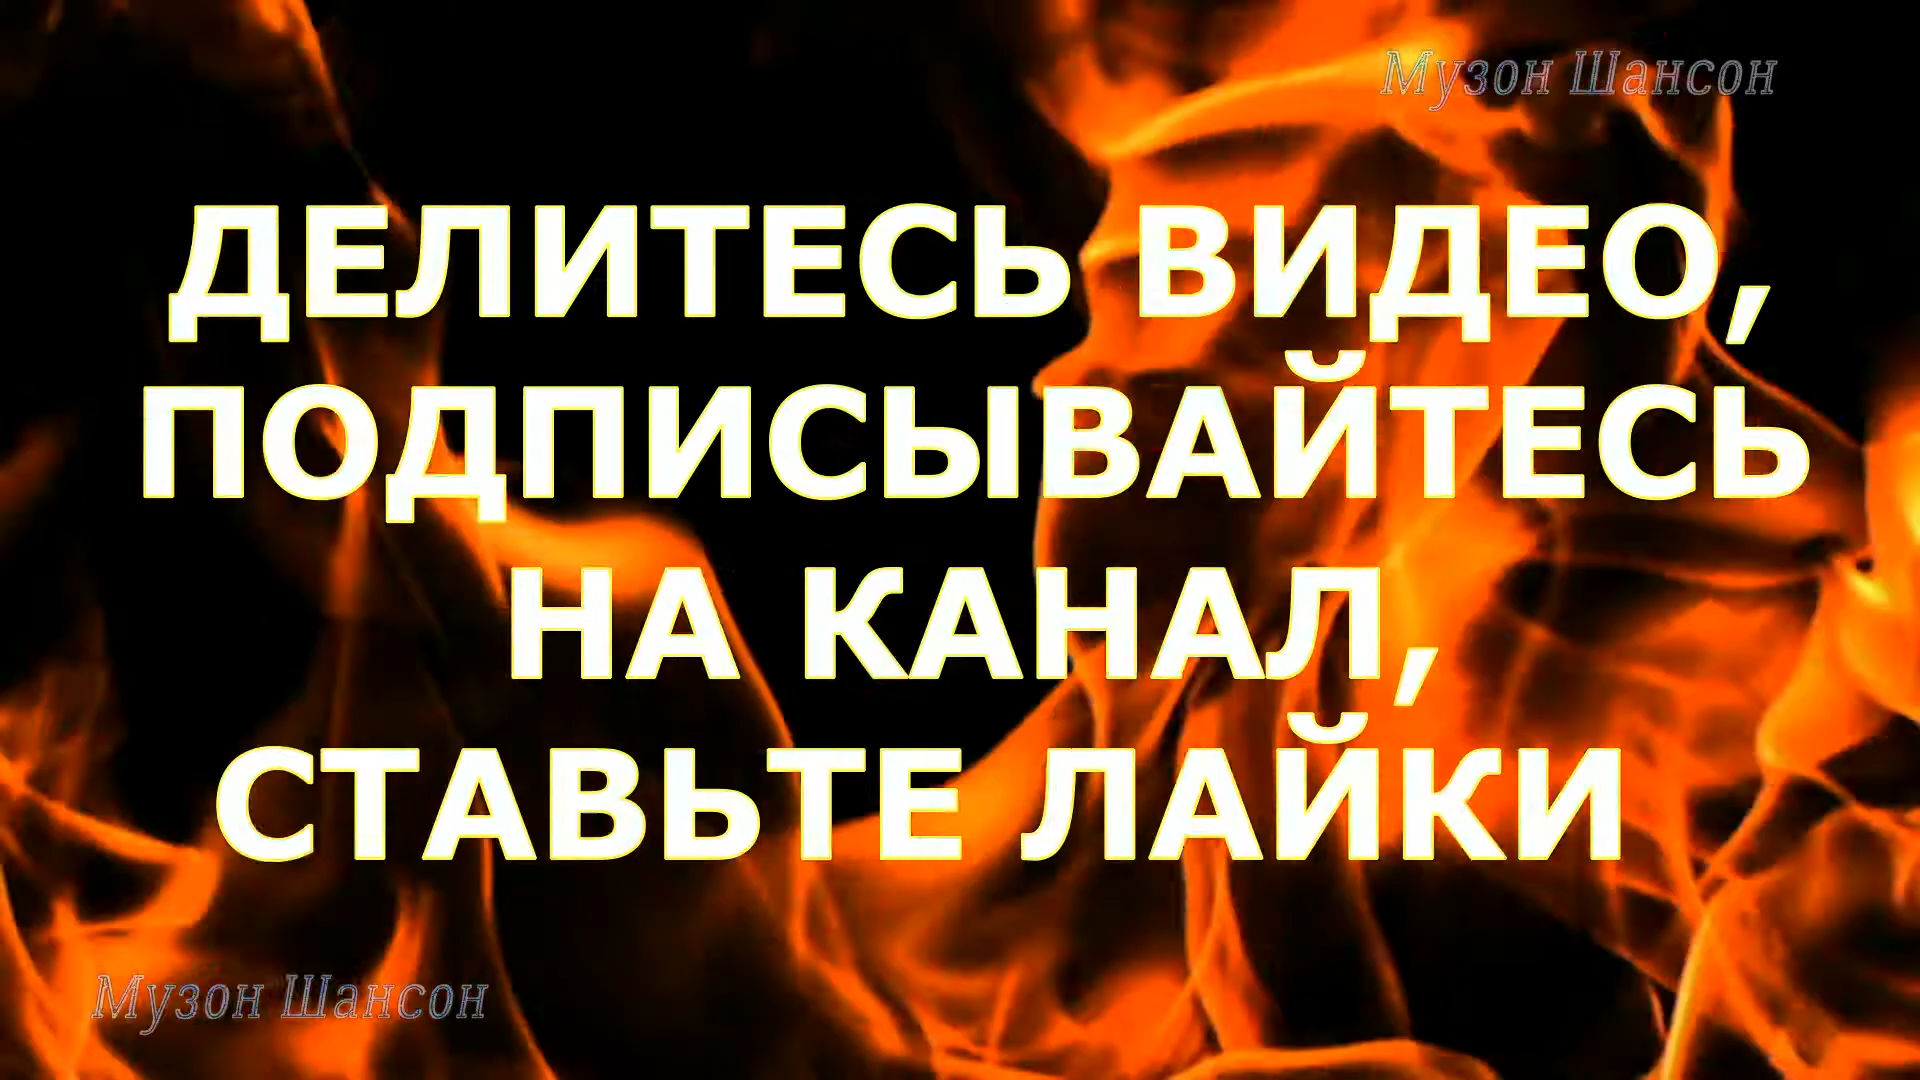 Музон Шансон
ДЕЛИТЕСЬ ВИДЕО,
ПОДПИСЫВАЙТЕСЬ
НА КАНАЛ,
СТАВЬТЕ ЛАЙКИ
Музон Шансон